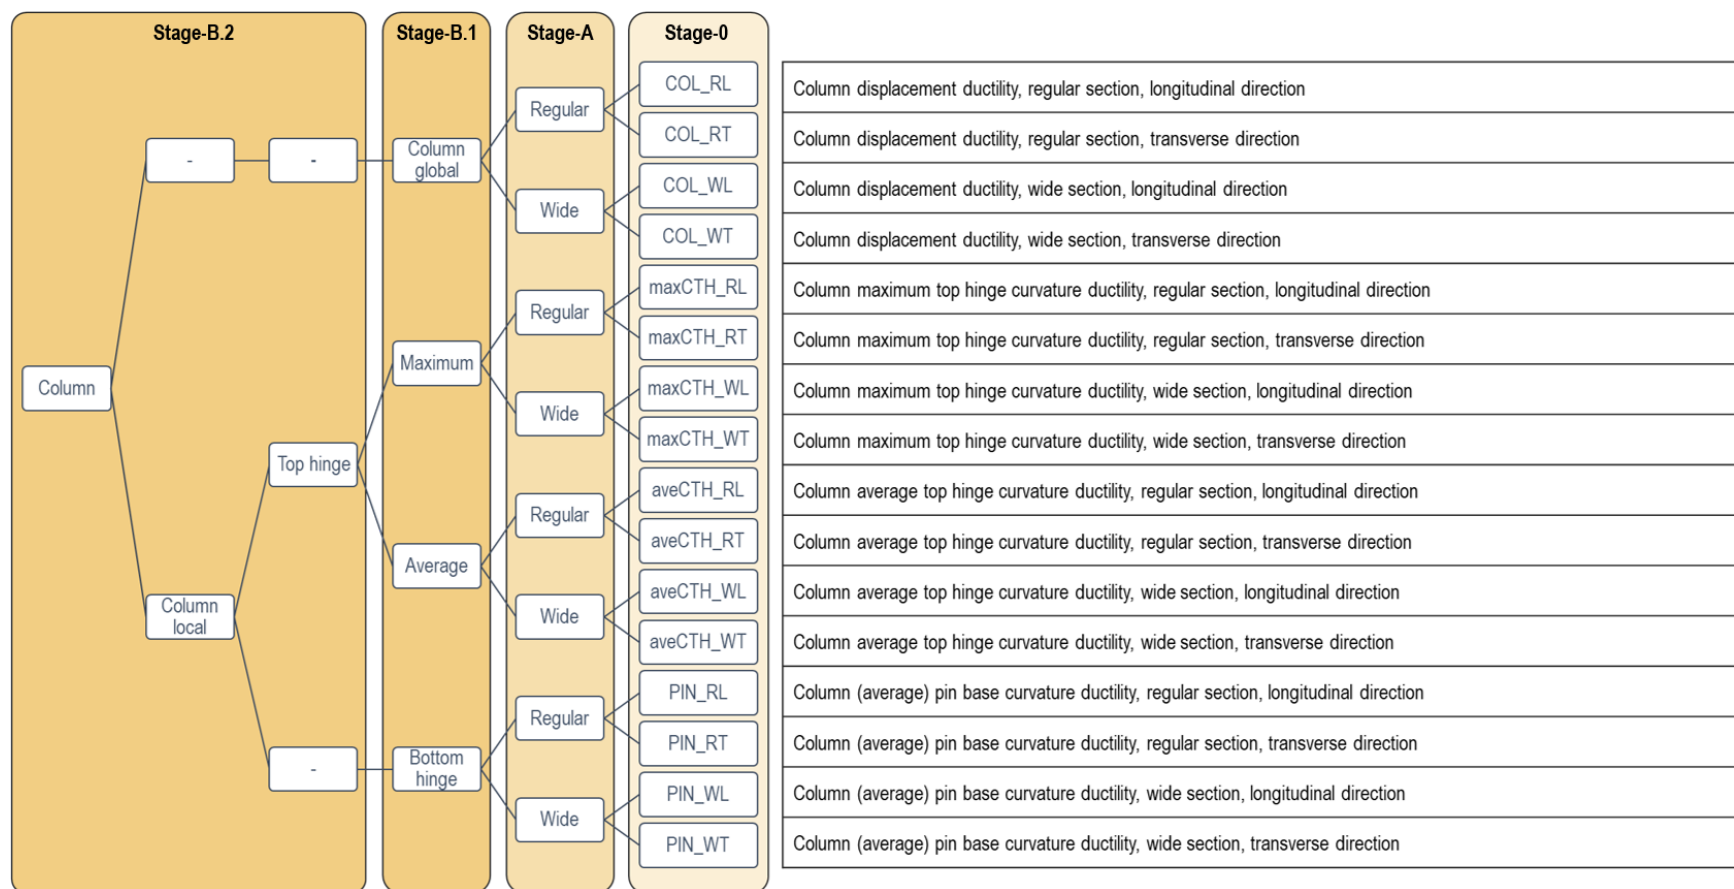 Stage-B.2
Stage-B.1
Stage-A
Stage-0
Column
-
-
Column
local
Top hinge
-
Column
global
Maximum
Average
Bottom
hinge
Regular
Wide
Regular
Wide
Regular
Wide
Regular
Wide
COL_RL
Column displacement ductility, regular section, longitudinal direction
COL_RT
Column displacement ductility, regular section, transverse direction
COL_WL
Column displacement ductility, wide section, longitudinal direction
COL_WT
Column displacement ductility, wide section, transverse direction
maxCTH_RL
Column maximum top hinge curvature ductility, regular section, longitudinal direction
maxCTH_RT
Column maximum top hinge curvature ductility, regular section, transverse direction
maxCTH_WL
Column maximum top hinge curvature ductility, wide section, longitudinal direction
maxCTH_WT
Column maximum top hinge curvature ductility, wide section, transverse direction
aveCTH_RL
Column average top hinge curvature ductility, regular section, longitudinal direction
aveCTH_RT
Column average top hinge curvature ductility, regular section, transverse direction
aveCTH_WL
Column average top hinge curvature ductility, wide section, longitudinal direction
aveCTH_WT
Column average top hinge curvature ductility, wide section, transverse direction
PIN_RL
Column (average) pin base curvature ductility, regular section, longitudinal direction
PIN_RT
Column (average) pin base curvature ductility, regular section, transverse direction
PIN_WL
Column (average) pin base curvature ductility, wide section, longitudinal direction
PIN_WT
Column (average) pin base curvature ductility, wide section, transverse direction